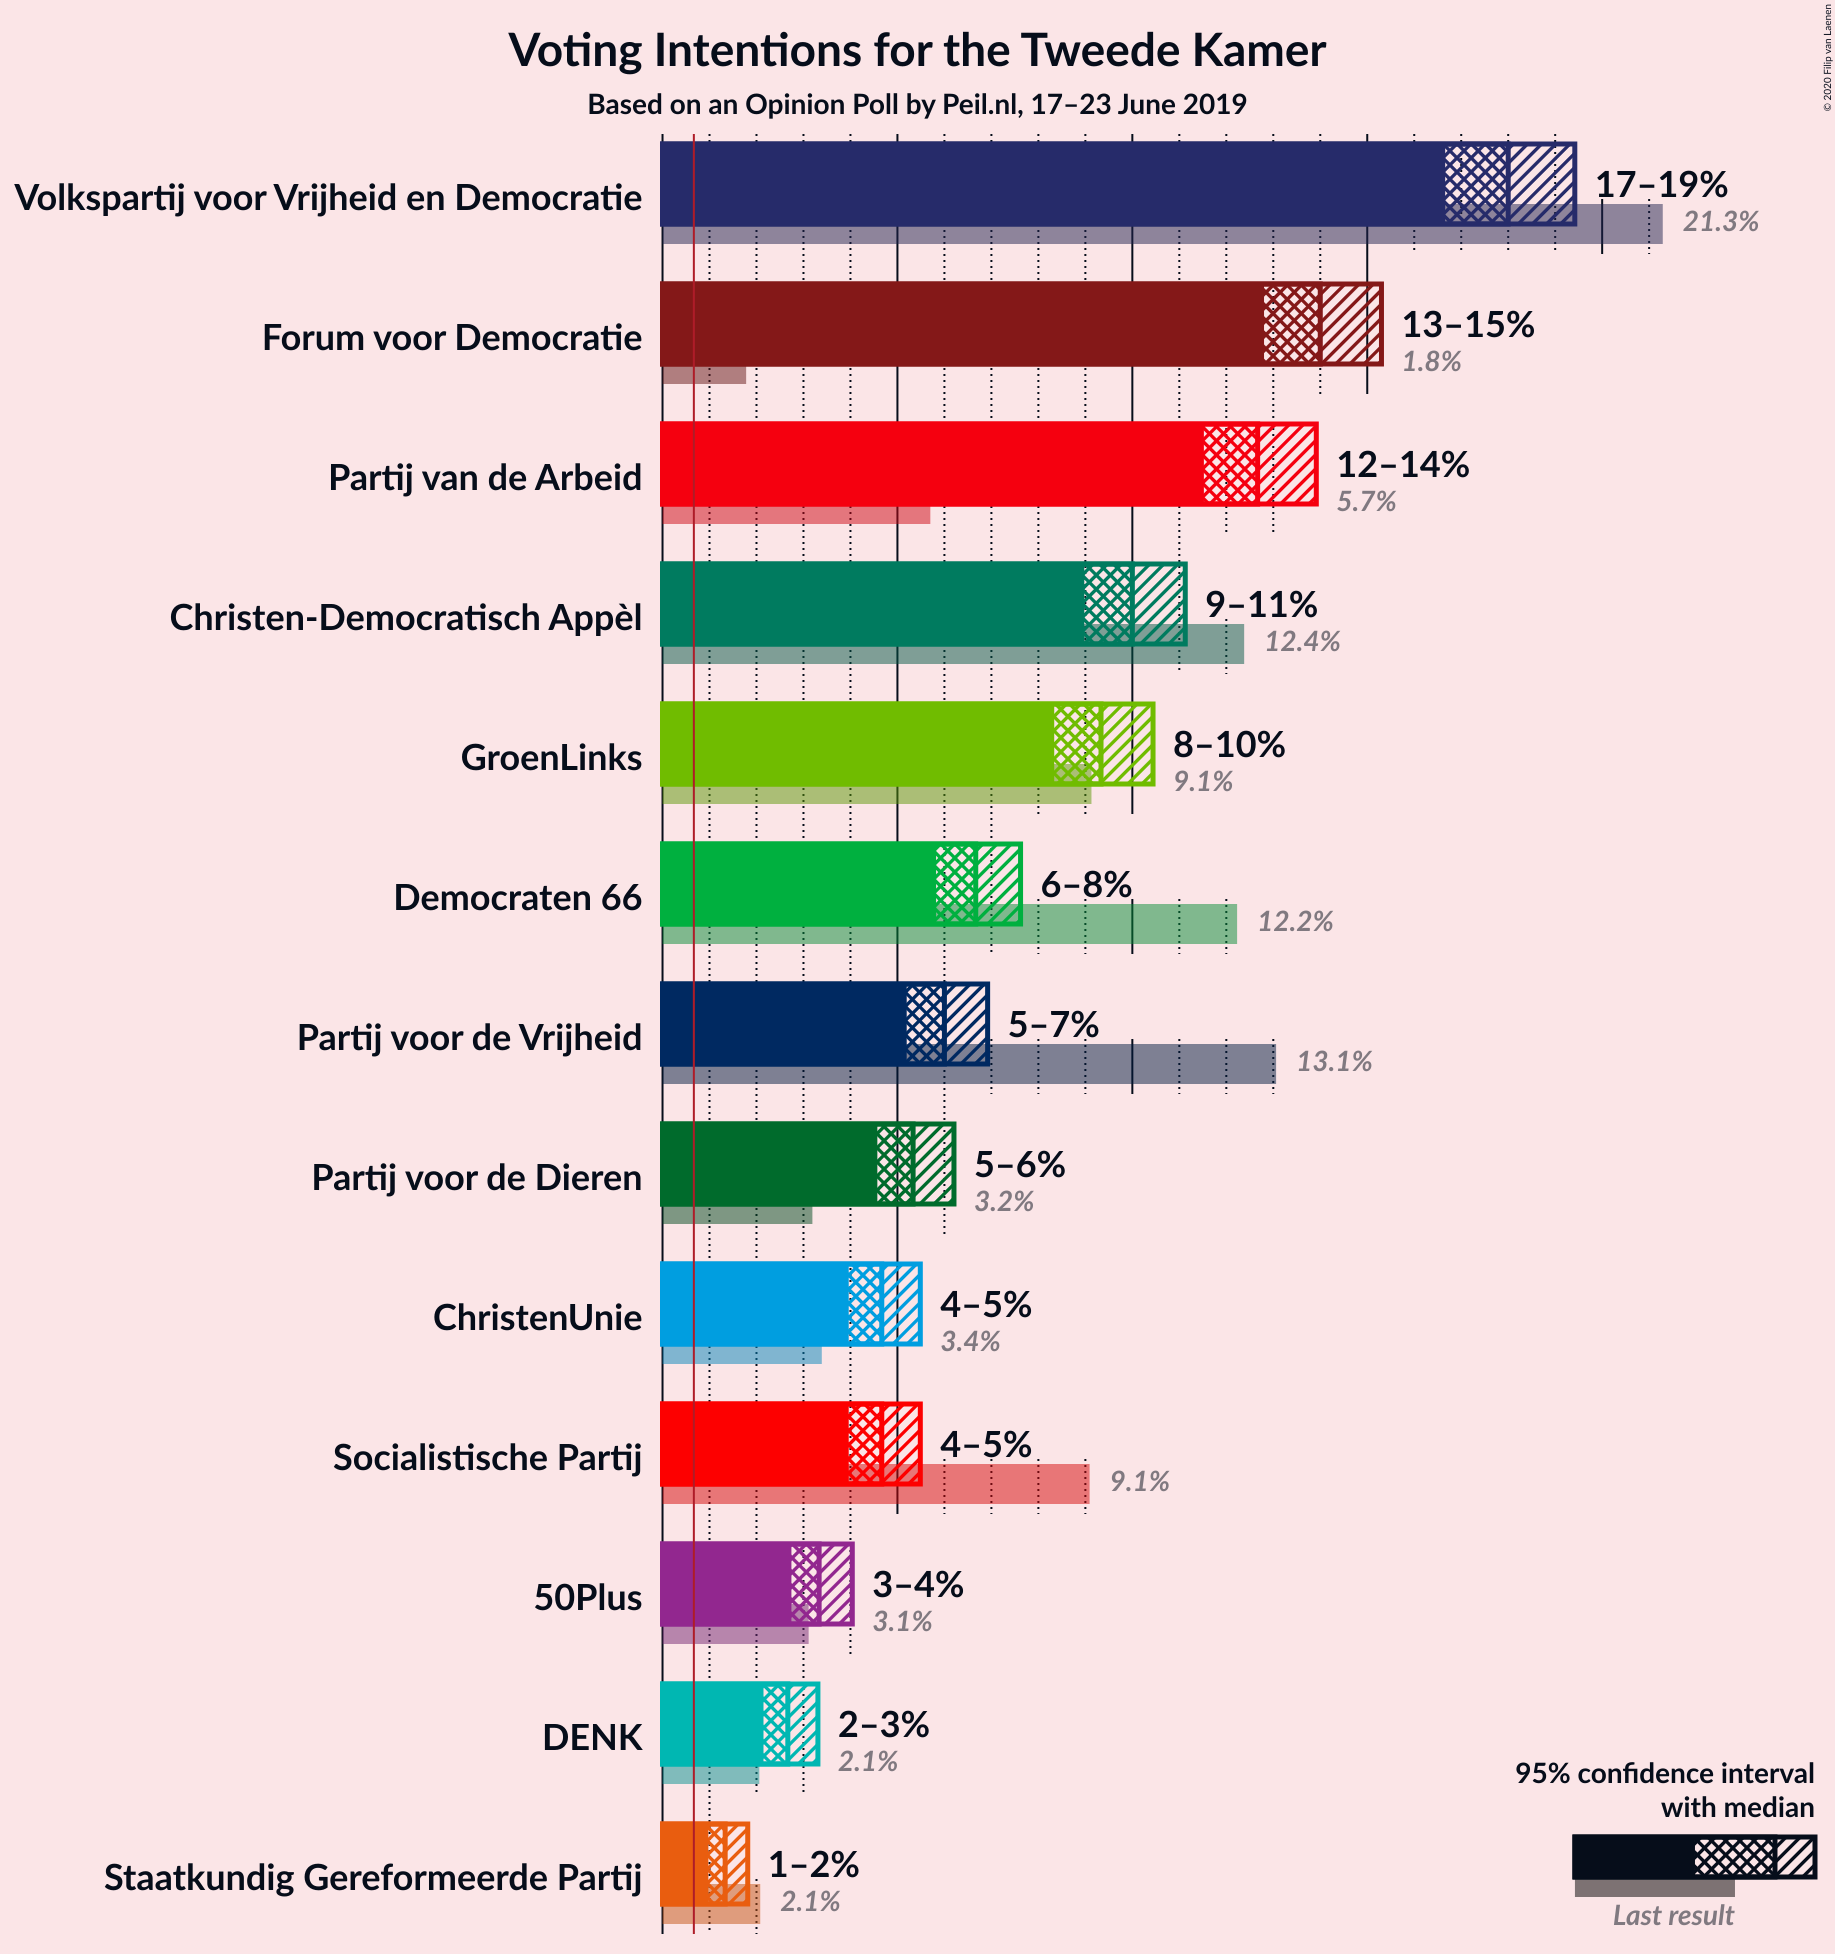 Voting Intentions for the Tweede Kamer
Based on an Opinion Poll by Peil.nl, 17–23 June 2019
© 2020 Filip van Laenen
Volkspartij voor Vrijheid en Democratie
17–19%
21.3%
Forum voor Democratie
13–15%
1.8%
Partij van de Arbeid
12–14%
5.7%
Christen-Democratisch Appèl
9–11%
12.4%
GroenLinks
8–10%
9.1%
Democraten 66
6–8%
12.2%
Partij voor de Vrijheid
5–7%
13.1%
Partij voor de Dieren
5–6%
3.2%
ChristenUnie
4–5%
3.4%
Socialistische Partij
4–5%
9.1%
50Plus
3–4%
3.1%
DENK
2–3%
2.1%
Staatkundig Gereformeerde Partij
1–2%
2.1%
95% confidence interval
with median
Last result